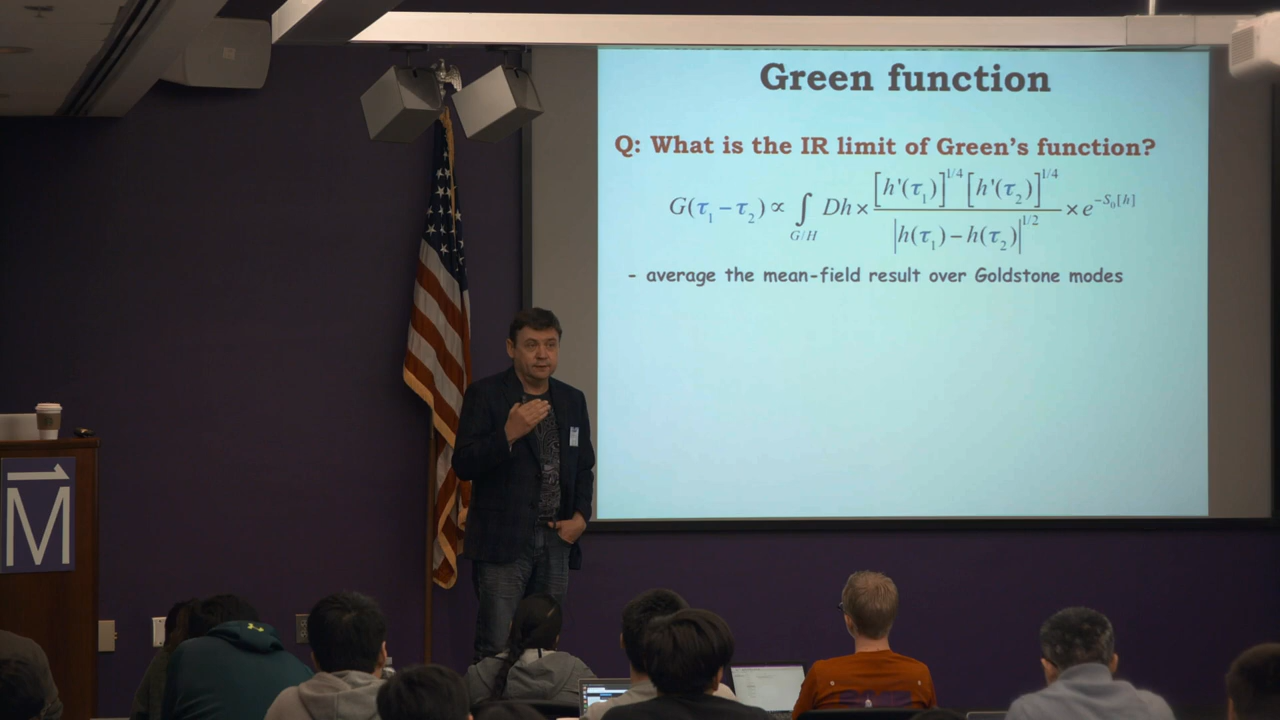 Green function
Q: What is the IR limit of Green's function?
G(τ₁−τ₂) ∝ ∫_{G/H} Dh × [h'(τ₁)]^{1/4} [h'(τ₂)]^{1/4} / |h(τ₁)−h(τ₂)|^{1/2} × e^{−S₀[h]}
- average the mean-field result over Goldstone modes
M